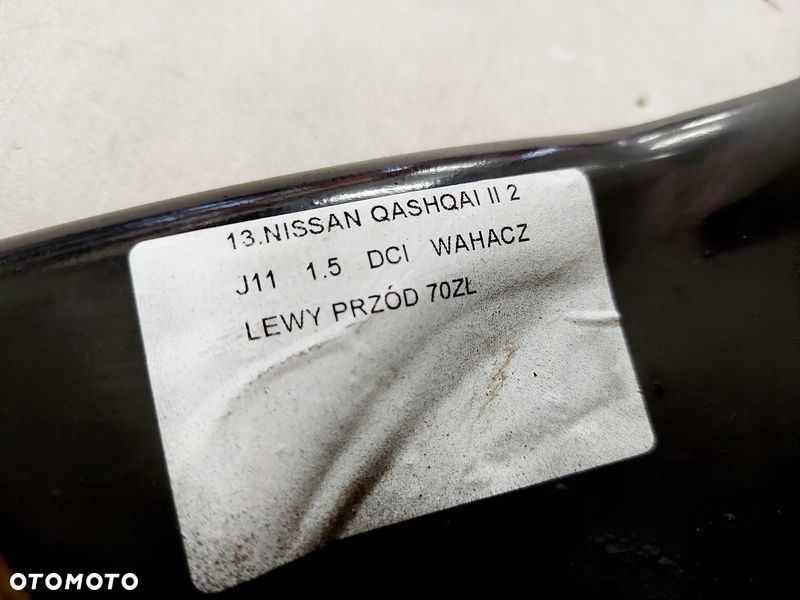 13.NISSAN QASHQAI II 2
J11 1.5 DCI WAHACZ
LEWY PRZÓD 70ZŁ
OTOMOTO